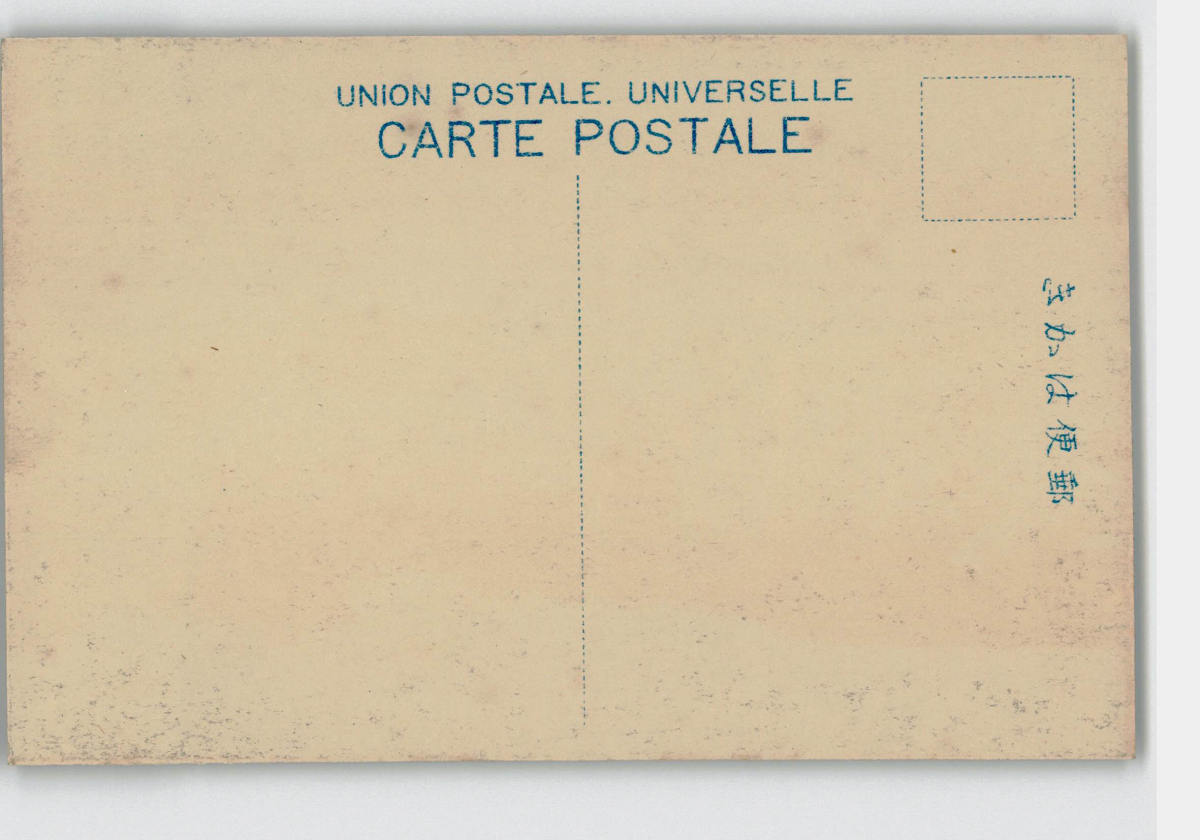 UNION POSTALE. UNIVERSELLE
CARTE POSTALE
郵便はかき